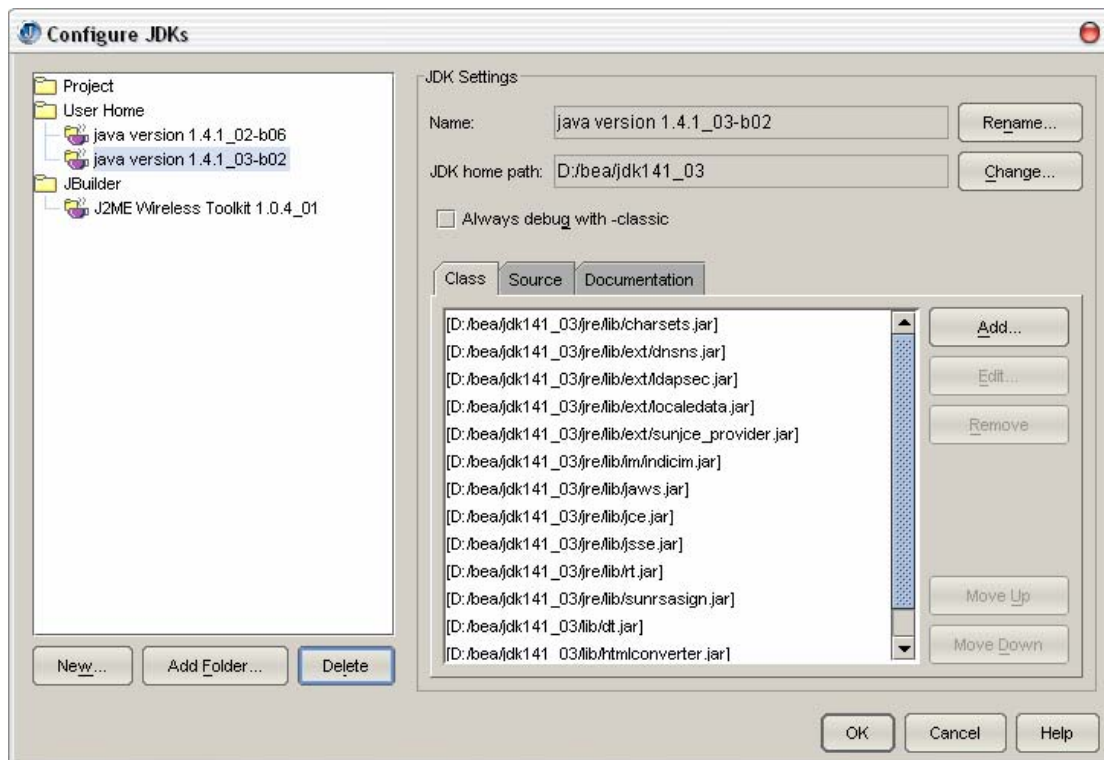 Configure JDKs
Project
User Home
java version 1.4.1_02-b06
java version 1.4.1_03-b02
JBuilder
J2ME Wireless Toolkit 1.0.4_01
New...
Add Folder...
Delete
JDK Settings
Name:
java version 1.4.1_03-b02
Rename...
JDK home path:
D:/bea/jdk141_03
Change...
Always debug with -classic
Class
Source
Documentation
[D:/bea/jdk141_03/jre/lib/charsets.jar]
[D:/bea/jdk141_03/jre/lib/ext/dnsns.jar]
[D:/bea/jdk141_03/jre/lib/ext/ldapsec.jar]
[D:/bea/jdk141_03/jre/lib/ext/localedata.jar]
[D:/bea/jdk141_03/jre/lib/ext/sunjce_provider.jar]
[D:/bea/jdk141_03/jre/lib/im/indicim.jar]
[D:/bea/jdk141_03/jre/lib/jaws.jar]
[D:/bea/jdk141_03/jre/lib/jce.jar]
[D:/bea/jdk141_03/jre/lib/jsse.jar]
[D:/bea/jdk141_03/jre/lib/rt.jar]
[D:/bea/jdk141_03/jre/lib/sunrsasign.jar]
[D:/bea/jdk141_03/lib/dt.jar]
[D:/bea/jdk141_03/lib/htmlconverter.jar]
Add...
Edit...
Remove
Move Up
Move Down
OK
Cancel
Help